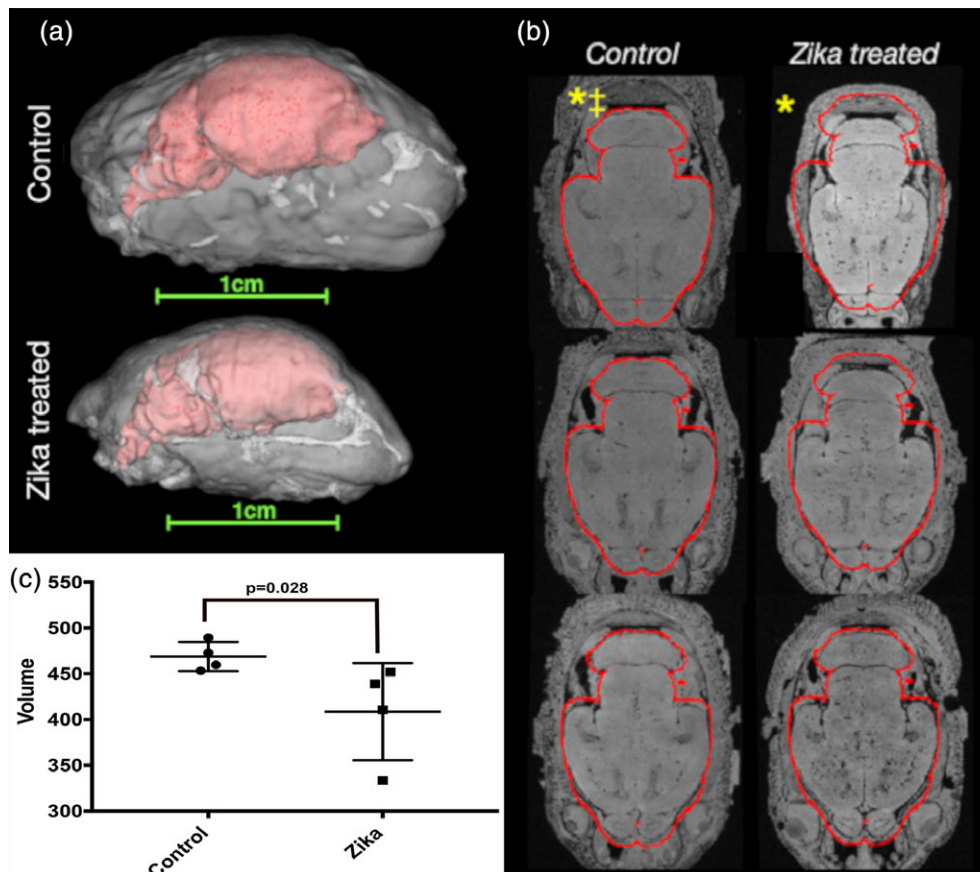 (a)
Control
1cm
Zika treated
1cm
(b)
Control
Zika treated
*‡
*
(c)
550
500
450
400
350
300
Volume
p=0.028
Control
Zika